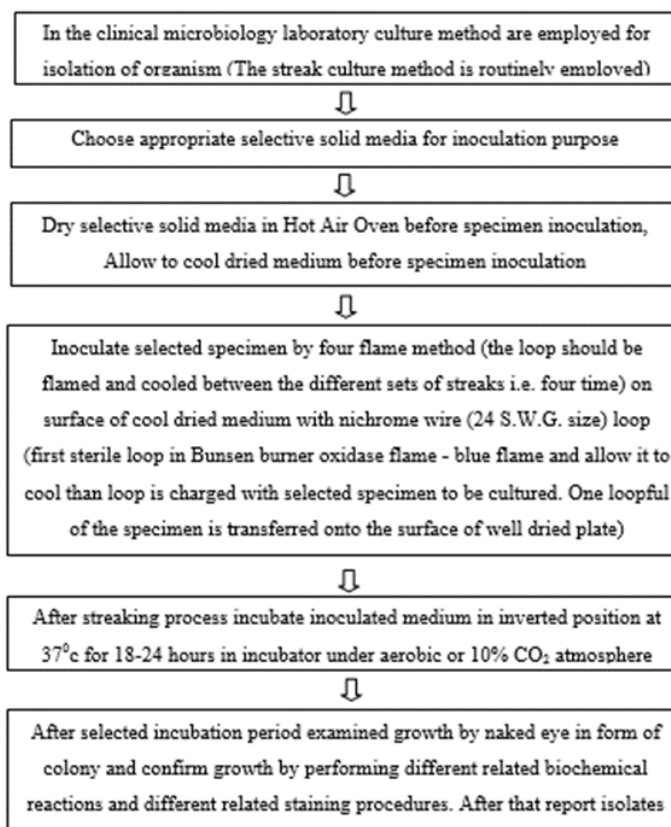 In the clinical microbiology laboratory culture method are employed for
isolation of organism (The streak culture method is routinely employed)
Choose appropriate selective solid media for inoculation purpose
Dry selective solid media in Hot Air Oven before specimen inoculation,
Allow to cool dried medium before specimen inoculation
Inoculate selected specimen by four flame method (the loop should be
flamed and cooled between the different sets of streaks i.e. four time) on
surface of cool dried medium with nichrome wire (24 S.W.G. size) loop
(first sterile loop in Bunsen burner oxidase flame - blue flame and allow it to
cool than loop is charged with selected specimen to be cultured. One loopful
of the specimen is transferred onto the surface of well dried plate)
After streaking process incubate inoculated medium in inverted position at
37⁰c for 18-24 hours in incubator under aerobic or 10% CO₂ atmosphere
After selected incubation period examined growth by naked eye in form of
colony and confirm growth by performing different related biochemical
reactions and different related staining procedures. After that report isolates